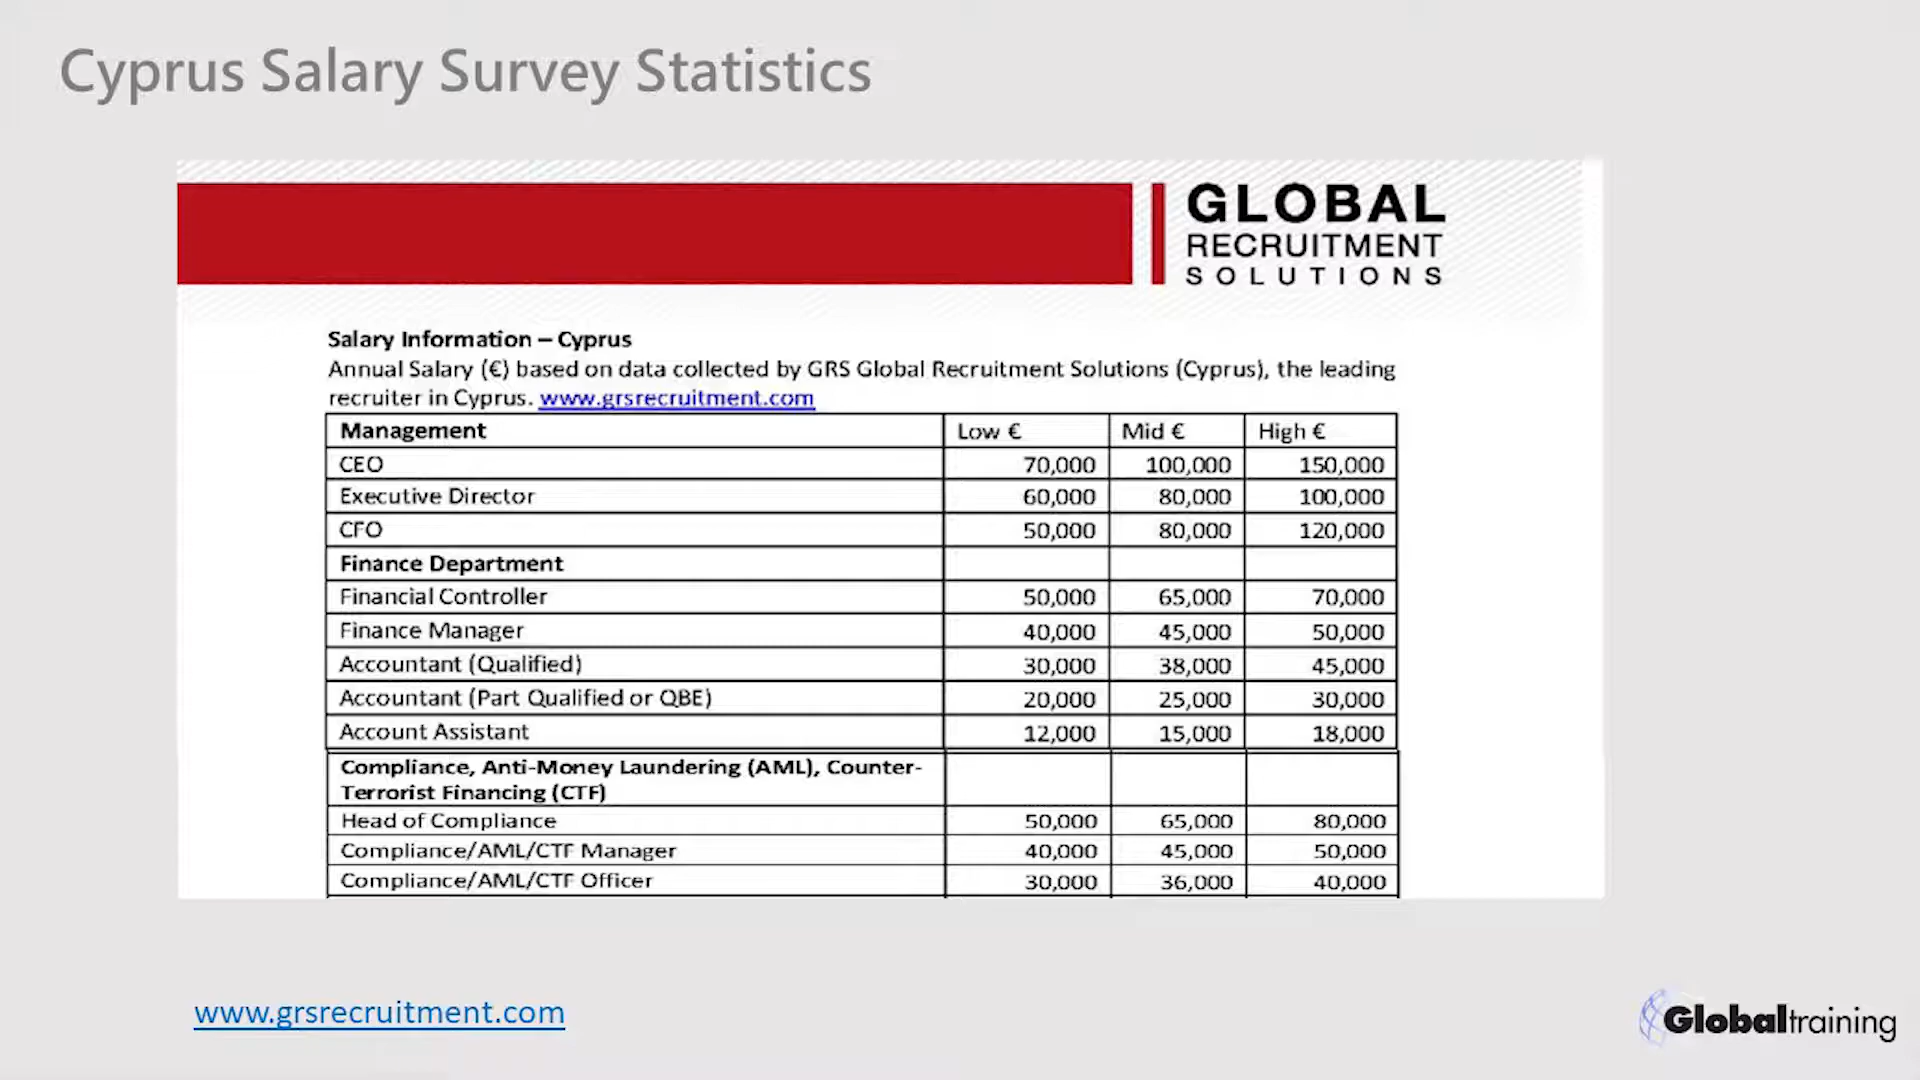 Cyprus Salary Survey Statistics
GLOBAL
RECRUITMENT
SOLUTIONS
Salary Information – Cyprus
Annual Salary (€) based on data collected by GRS Global Recruitment Solutions (Cyprus), the leading
recruiter in Cyprus. www.grsrecruitment.com
Management Low € Mid € High €
CEO 70,000 100,000 150,000
Executive Director 60,000 80,000 100,000
CFO 50,000 80,000 120,000
Finance Department
Financial Controller 50,000 65,000 70,000
Finance Manager 40,000 45,000 50,000
Accountant (Qualified) 30,000 38,000 45,000
Accountant (Part Qualified or QBE) 20,000 25,000 30,000
Account Assistant 12,000 15,000 18,000
Compliance, Anti-Money Laundering (AML), Counter-
Terrorist Financing (CTF)
Head of Compliance 50,000 65,000 80,000
Compliance/AML/CTF Manager 40,000 45,000 50,000
Compliance/AML/CTF Officer 30,000 36,000 40,000
www.grsrecruitment.com
Globaltraining